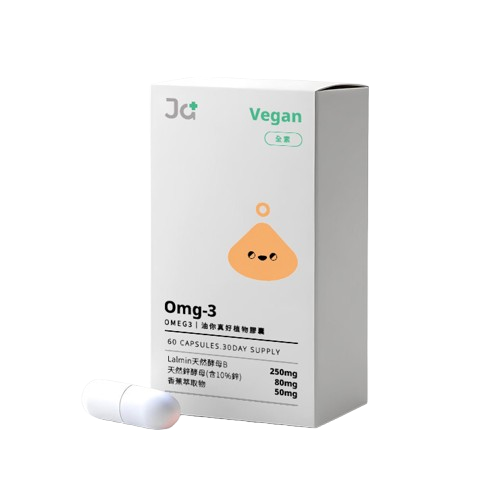 Ja+
Vegan
全素
Omg-3
OMEG3 | 油你真好植物膠囊
60 CAPSULES.30DAY SUPPLY
Lalmin天然酵母B 250mg
天然鋅酵母(含10%鋅) 80mg
香蕉萃取物 50mg